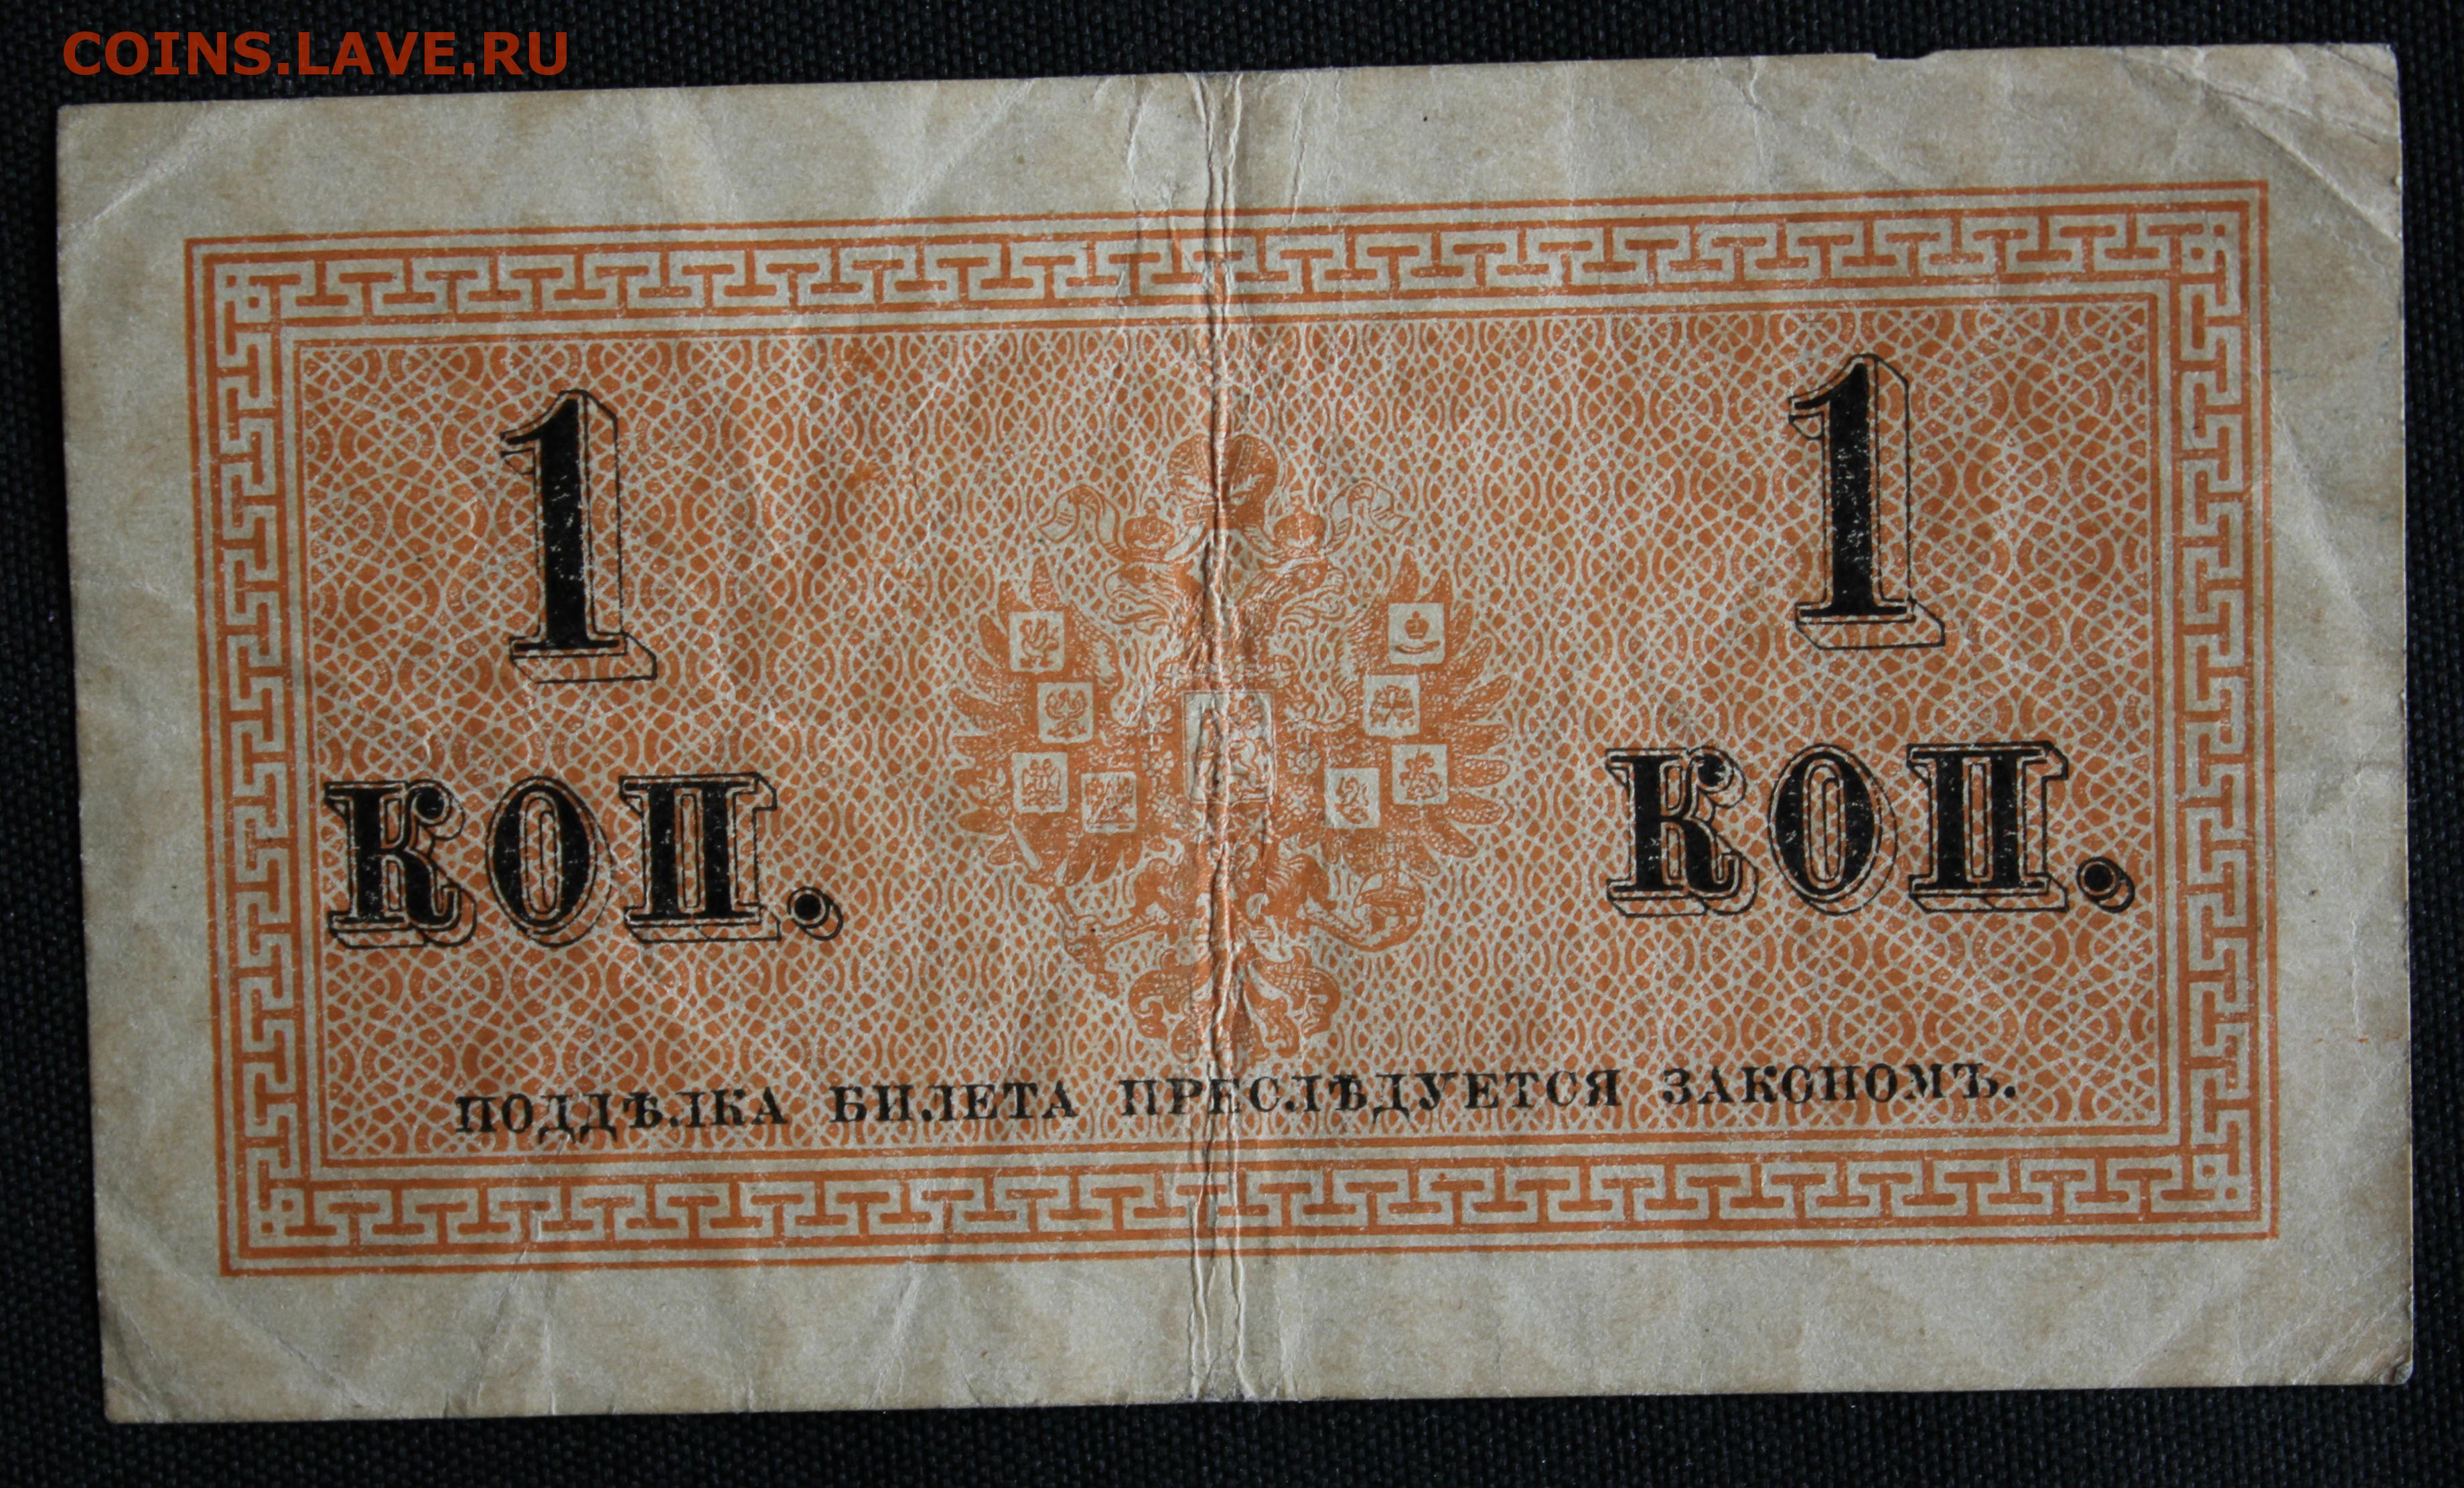 COINS.LAVE.RU
1 1
КОП. КОП.
ПОДДѢЛКА БИЛЕТА ПРЕСЛѢДУЕТСЯ ЗАКОНОМЪ.